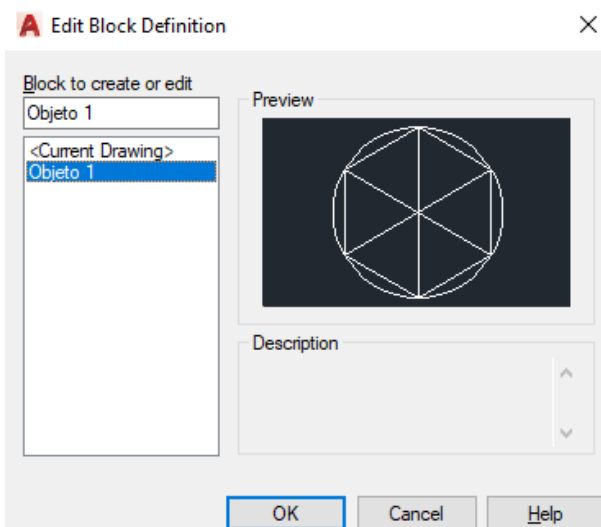 Edit Block Definition
Block to create or edit
Objeto 1
<Current Drawing>
Objeto 1
Preview
Description
OK
Cancel
Help